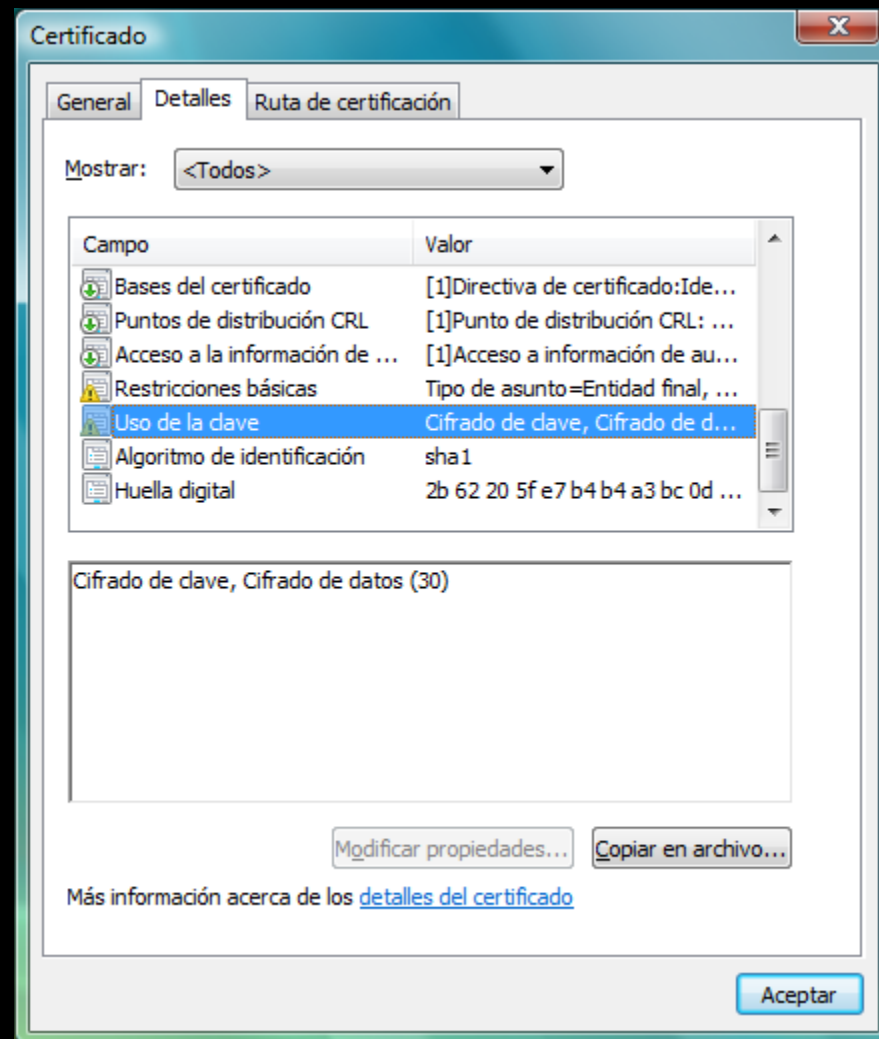 Certificado
General Detalles Ruta de certificación
Mostrar: <Todos>
Campo Valor
Bases del certificado [1]Directiva de certificado:Ide...
Puntos de distribución CRL [1]Punto de distribución CRL: ...
Acceso a la información de ... [1]Acceso a información de au...
Restricciones básicas Tipo de asunto=Entidad final, ...
Uso de la clave Cifrado de clave, Cifrado de d...
Algoritmo de identificación sha1
Huella digital 2b 62 20 5f e7 b4 b4 a3 bc 0d ...
Cifrado de clave, Cifrado de datos (30)
Modificar propiedades... Copiar en archivo...
Más información acerca de los detalles del certificado
Aceptar